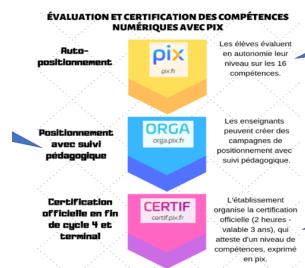 ÉVALUATION ET CERTIFICATION DES COMPÉTENCES
NUMÉRIQUES AVEC PIX
Auto-
positionnement
pix
pix.fr
Les élèves évaluent
en autonomie leur
niveau sur les 16
compétences.
Positionnement
avec suivi
pédagogique
ORGA
orga.pix.fr
Les enseignants
peuvent créer des
campagnes de
positionnement avec
suivi pédagogique.
Certification
officielle en fin
de cycle 4 et
terminal
CERTIF
certif.pix.fr
L'établissement
organise la certification
officielle (2 heures -
valable 3 ans), qui
atteste d'un niveau de
compétences, exprimé
en pix.